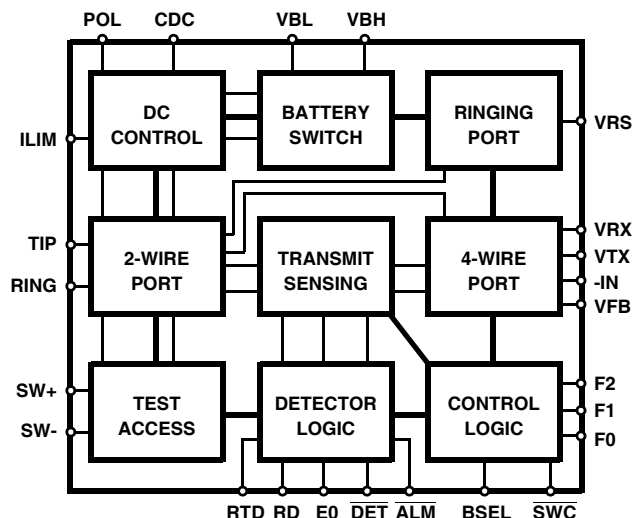 POL CDC VBL VBH
DC
CONTROL
BATTERY
SWITCH
RINGING
PORT
ILIM
VRS
TIP
RING
2-WIRE
PORT
TRANSMIT
SENSING
4-WIRE
PORT
VRX
VTX
-IN
VFB
SW+
SW-
TEST
ACCESS
DETECTOR
LOGIC
CONTROL
LOGIC
F2
F1
F0
RTD RD E0 DET ALM BSEL SWC